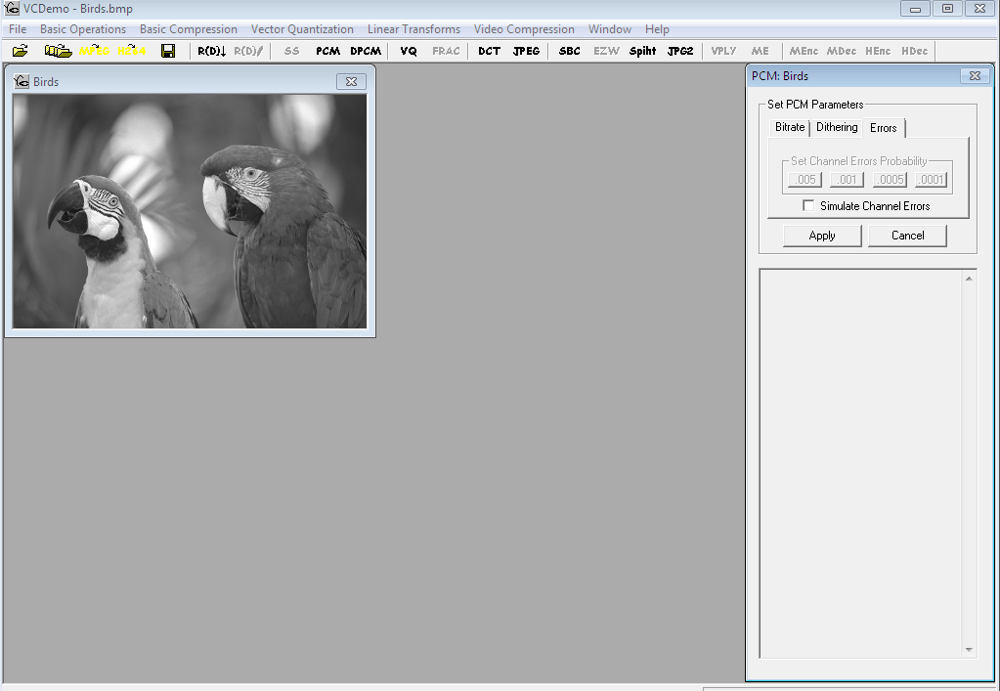 VCDemo - Birds.bmp
File Basic Operations Basic Compression Vector Quantization Linear Transforms Video Compression Window Help
MPEG H264 R(D)↓ R(D)/ SS PCM DPCM VQ FRAC DCT JPEG SBC EZW Spiht JPG2 VPLY ME MEnc MDec HEnc HDec
Birds
PCM: Birds
Set PCM Parameters
Bitrate Dithering Errors
Set Channel Errors Probability
.005 .001 .0005 .0001
Simulate Channel Errors
Apply Cancel